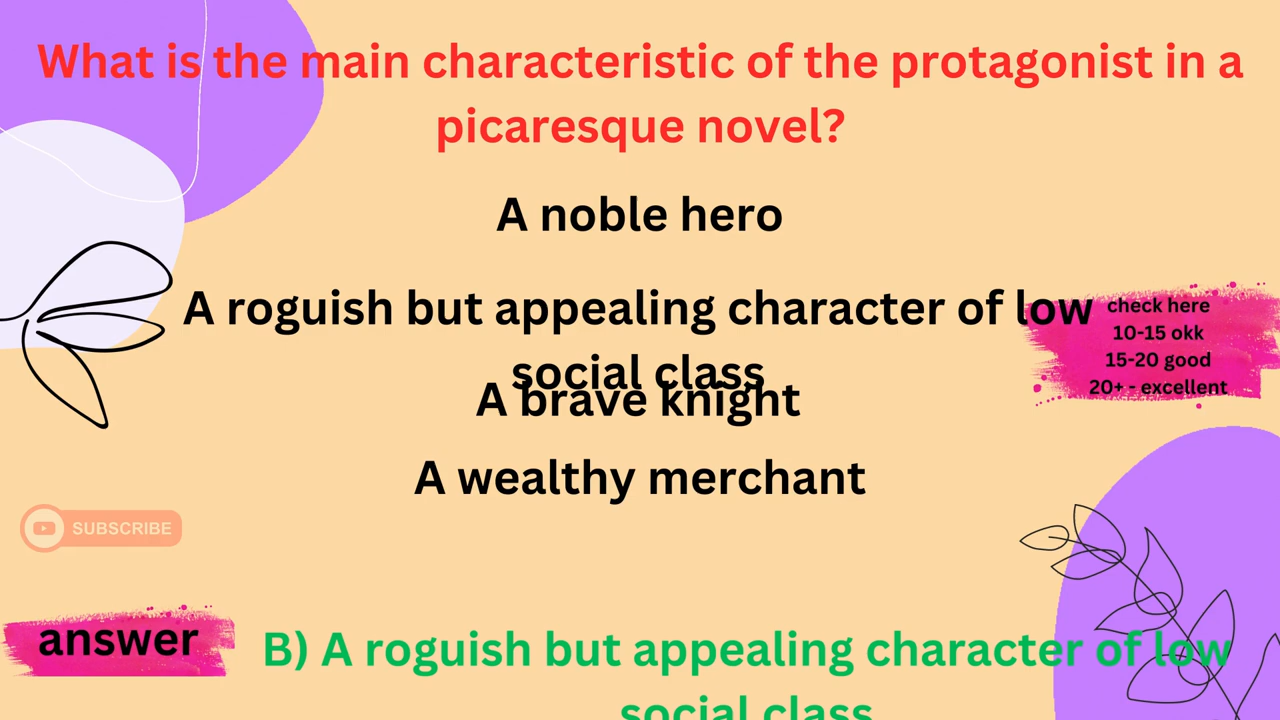 What is the main characteristic of the protagonist in a
picaresque novel?
A noble hero
A roguish but appealing character of low
social class
A brave knight
A wealthy merchant
check here
10-15 okk
15-20 good
20+ - excellent
SUBSCRIBE
answer
B) A roguish but appealing character of low
social class